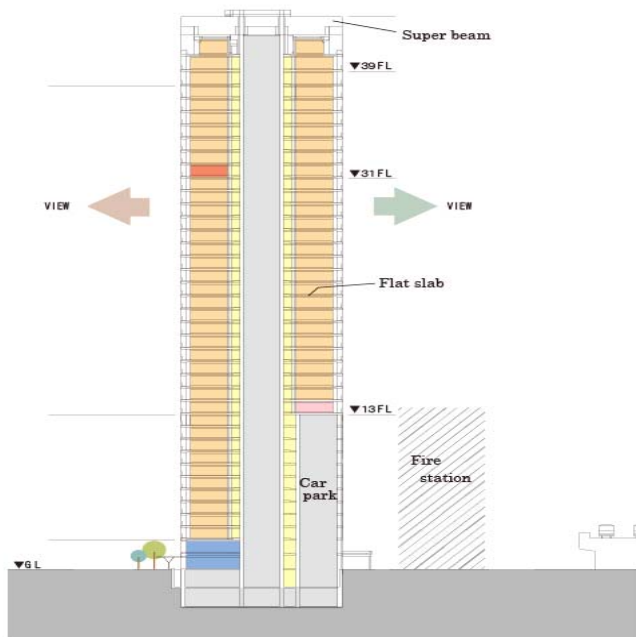 Super beam
▼39FL
▼31FL
VIEW
VIEW
Flat slab
▼13FL
Fire
station
Car
park
▼GL